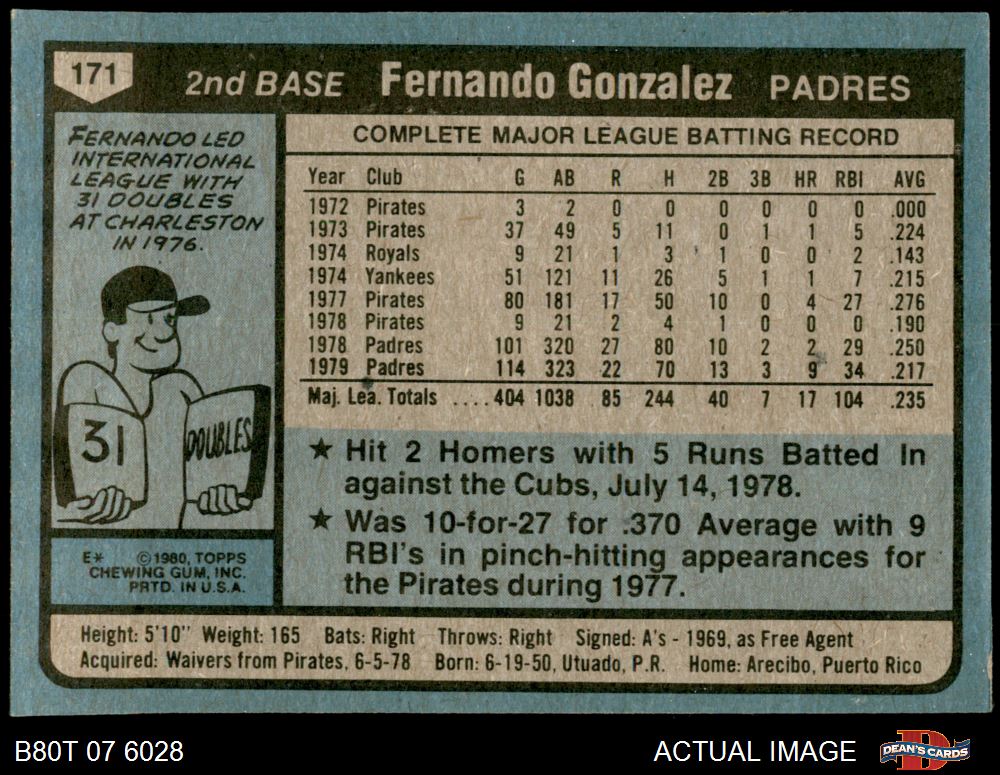 171
2nd BASE Fernando Gonzalez PADRES
FERNANDO LED
INTERNATIONAL
LEAGUE WITH
31 DOUBLES
AT CHARLESTON
IN 1976.
31 DOUBLES
E* ©1980, TOPPS
CHEWING GUM, INC.
PRTD. IN U.S.A.
COMPLETE MAJOR LEAGUE BATTING RECORD
Year Club G AB R H 2B 3B HR RBI AVG
1972 Pirates 3 2 0 0 0 0 0 0 .000
1973 Pirates 37 49 5 11 0 1 1 5 .224
1974 Royals 9 21 1 3 1 0 0 2 .143
1974 Yankees 51 121 11 26 5 1 1 7 .215
1977 Pirates 80 181 17 50 10 0 4 27 .276
1978 Pirates 9 21 2 4 1 0 0 0 .190
1978 Padres 101 320 27 80 10 2 2 29 .250
1979 Padres 114 323 22 70 13 3 9 34 .217
Maj. Lea. Totals ....404 1038 85 244 40 7 17 104 .235
★ Hit 2 Homers with 5 Runs Batted In
against the Cubs, July 14, 1978.
★ Was 10-for-27 for .370 Average with 9
RBI's in pinch-hitting appearances for
the Pirates during 1977.
Height: 5'10" Weight: 165 Bats: Right Throws: Right Signed: A's - 1969, as Free Agent
Acquired: Waivers from Pirates, 6-5-78 Born: 6-19-50, Utuado, P.R. Home: Arecibo, Puerto Rico
B80T 07 6028 ACTUAL IMAGE DEAN'S CARDS